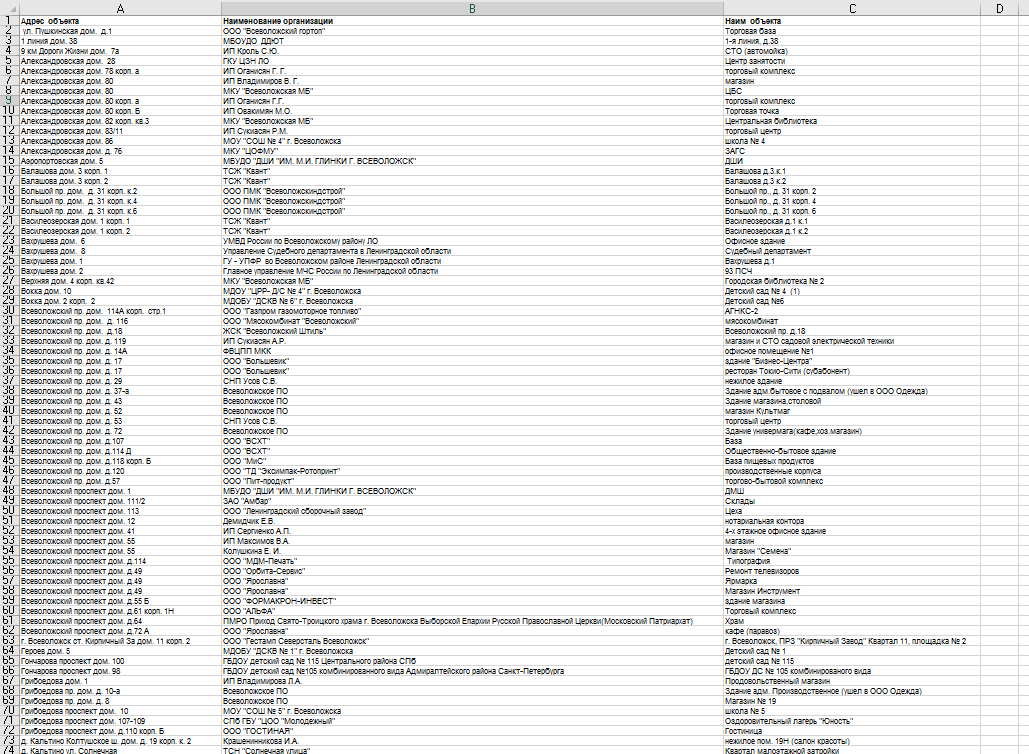 A B C D
1 Адрес объекта Наименование организации Наим объекта
2 ул. Пушкинская дом. д.1 ООО "Всеволожский гортоп" Торговая база
3 1 линия дом. 38 МБОУДО ДДЮТ 1-я линия, д.38
4 9 км Дороги Жизни дом. 7а ИП Кроль С.Ю. СТО (автомойка)
5 Александровская дом. 28 ГКУ ЦЗН ЛО Центр занятости
6 Александровская дом. 78 корп. а ИП Оганисян Г. Г. торговый комплекс
7 Александровская дом. 80 ИП Владимиров В. Г. магазин
8 Александровская дом. 80 МКУ "Всеволожская МБ" ЦБС
9 Александровская дом. 80 корп. а ИП Оганисян Г.Г. торговый комплекс
10 Александровская дом. 80 корп. Б ИП Овакимян М.О. Торговая точка
11 Александровская дом. 82 корп. кв.3 МКУ "Всеволожская МБ" Центральная библиотека
12 Александровская дом. 83/11 ИП Сукиасян Р.М. торговый центр
13 Александровская дом. 86 МОУ "СОШ № 4" г. Всеволожска школа № 4
14 Александровская дом. д. 76 МКУ "ЦОФМУ" ЗАГС
15 Аэропортовская дом. 5 МБУДО "ДШИ "ИМ. М.И. ГЛИНКИ Г. ВСЕВОЛОЖСК" ДШИ
16 Балашова дом. 3 корп. 1 ТСЖ "Квант" Балашова д.3.к.1
17 Балашова дом. 3 корп. 2 ТСЖ "Квант" Балашова д.3 к.2
18 Большой пр. дом. д. 31 корп. к.2 ООО ПМК "Всеволожскиндстрой" Большой пр., д. 31 корп. 2
19 Большой пр. дом. д. 31 корп. к.4 ООО ПМК "Всеволожскиндстрой" Большой пр., д. 31 корп. 4
20 Большой пр. дом. д. 31 корп. к.6 ООО ПМК "Всеволожскиндстрой" Большой пр., д. 31 корп. 6
21 Василеозерская дом. 1 корп. 1 ТСЖ "Квант" Василеозерская д.1 к.1
22 Василеозерская дом. 1 корп. 2 ТСЖ "Квант" Василеозерская д.1 к.2
23 Вахрушева дом. 6 УМВД России по Всеволожскому району ЛО Офисное здание
24 Вахрушева дом. 8 Управление Судебного департамента в Ленинградской области Судебный департамент
25 Вахрушева дом. 1 ГУ - УПФР во Всеволожском районе Ленинградской области Вахрушева д.1
26 Вахрушева дом. 2 Главное управление МЧС России по Ленинградской области 93 ПСЧ
27 Верхняя дом. 4 корп. кв.42 МКУ "Всеволожская МБ" Городская библиотека № 2
28 Вокка дом. 10 МДОУ "ЦРР- Д/С № 4" г. Всеволожска Детский сад № 4 (1)
29 Вокка дом. 2 корп. 2 МДОБУ "ДСКВ № 6" г. Всеволожска Детский сад №6
30 Всеволожский пр. дом. 114А корп. стр.1 ООО "Газпром газомоторное топливо" АГНКС-2
31 Всеволожский пр. дом. д. 116 ООО "Мясокомбинат "Всеволожский" мясокомбинат
32 Всеволожский пр. дом. д.18 ЖСК "Всеволожский Штиль" Всеволожский пр. д.18
33 Всеволожский пр. дом. д. 119 ИП Сукиасян А.Р. магазин и СТО садовой электрической техники
34 Всеволожский пр. дом. д. 14А ФВЦПП МКК офисное помещение №1
35 Всеволожский пр. дом. д. 17 ООО "Большевик" здание "Бизнес-Центра"
36 Всеволожский пр. дом. д. 17 ООО "Большевик" ресторан Токио-Сити (субабонент)
37 Всеволожский пр. дом. д. 29 СНП Усов С.В. нежилое здание
38 Всеволожский пр. дом. д. 37-а Всеволожское ПО Здание адм.бытовое с подвалом (ушел в ООО Одежда)
39 Всеволожский пр. дом. д. 43 Всеволожское ПО Здание магазина,столовой
40 Всеволожский пр. дом. д. 52 Всеволожское ПО магазин Культмаг
41 Всеволожский пр. дом. д. 53 СНП Усов С.В. торговый центр
42 Всеволожский пр. дом. д. 72 Всеволожское ПО Здание универмага(кафе,хоз.магазин)
43 Всеволожский пр. дом. д.107 ООО "ВСХТ" База
44 Всеволожский пр. дом. д.114 Д ООО "ВСХТ" Общественно-бытовое здание
45 Всеволожский пр. дом. д.118 корп. Б ООО "МиС" База пищевых продуктов
46 Всеволожский пр. дом. д.120 ООО "ТД "Эксимпак-Ротопринт" производственные корпуса
47 Всеволожский пр. дом. д.57 ООО "Пит-продукт" торгово-бытовой комплекс
48 Всеволожский проспект дом. 1 МБУДО "ДШИ "ИМ. М.И. ГЛИНКИ Г. ВСЕВОЛОЖСК" ДМШ
49 Всеволожский проспект дом. 111/2 ЗАО "Амбар" Склады
50 Всеволожский проспект дом. 113 ООО "Ленинградский сборочный завод" Цеха
51 Всеволожский проспект дом. 12 Демидчик Е.В. нотариальная контора
52 Всеволожский проспект дом. 41 ИП Сергиенко А.П. 4-х этажное офисное здание
53 Всеволожский проспект дом. 55 ИП Максимов В.А. магазин
54 Всеволожский проспект дом. 55 Колушкина Е. И. Магазин "Семена"
55 Всеволожский проспект дом. д.114 ООО "МДМ-Печать" Типография
56 Всеволожский проспект дом. д.49 ООО "Орбита-Сервис" Ремонт телевизоров
57 Всеволожский проспект дом. д.49 ООО "Ярославна" Ярмарка
58 Всеволожский проспект дом. д.49 ООО "Ярославна" Магазин Инструмент
59 Всеволожский проспект дом. д.55 Б ООО "ФОРМАКРОН-ИНВЕСТ" здание магазина
60 Всеволожский проспект дом. д.61 корп. 1Н ООО "АЛЬФА" Торговый комплекс
61 Всеволожский проспект дом. д.64 ПМРО Приход Свято-Троицкого храма г. Всеволожска Выборской Епархии Русской Православной Церкви(Московский Патриархат) Храм
62 Всеволожский проспект дом. д.72 А ООО "Ярославна" кафе (паравоз)
63 г. Всеволожск ст. Кирпичный За дом. 11 корп. 2 ООО "Гестамп Северсталь Всеволожск" г. Всеволожск, ПРЗ "Кирпичный Завод" Квартал 11, площадка № 2
64 Героев дом. 5 МДОБУ "ДСКВ № 1" г. Всеволожска Детский сад № 1
65 Гончарова проспект дом. 100 ГБДОУ детский сад № 115 Центрального района СПб детский сад № 115
66 Гончарова проспект дом. 98 ГБДОУ детский сад №105 комбинированного вида Адмиралтейского района Санкт-Петербурга ГБДОУ ДС № 105 комбинированого вида
67 Грибоедова дом. 1 ИП Владимирова Л.А. Продовольственный магазин
68 Грибоедова пр. дом. д. 10-а Всеволожское ПО Здание адм. Производственное (ушел в ООО Одежда)
69 Грибоедова пр. дом. д. 8 Всеволожское ПО Магазин № 19
70 Грибоедова проспект дом. 10 МОУ "СОШ № 5" г. Всеволожска школа № 5
71 Грибоедова проспект дом. 107-109 СПб ГБУ "ЦОО "Молодежный" Оздоровительный лагерь "Юность"
72 Грибоедова проспект дом. д.110 корп. Б ООО "ГОСТИНАЯ" Гостиница
73 д. Кальтино Колтушское ш. дом. д. 19 корп. к. 2 Крашенинникова И.А. нежилое пом. 19Н (салон красоты)
74 д. Кальтино ул. Солнечная ТСН "Солнечная улица" Квартал малоэтажной затройки